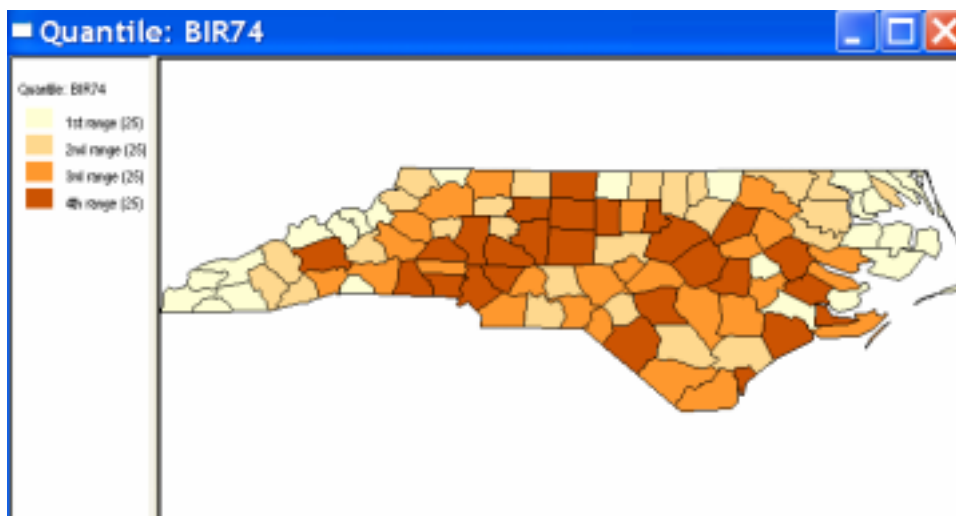 Quantile: BIR74
Quantile: BIR74
1st range (25)
2nd range (25)
3rd range (25)
4th range (25)